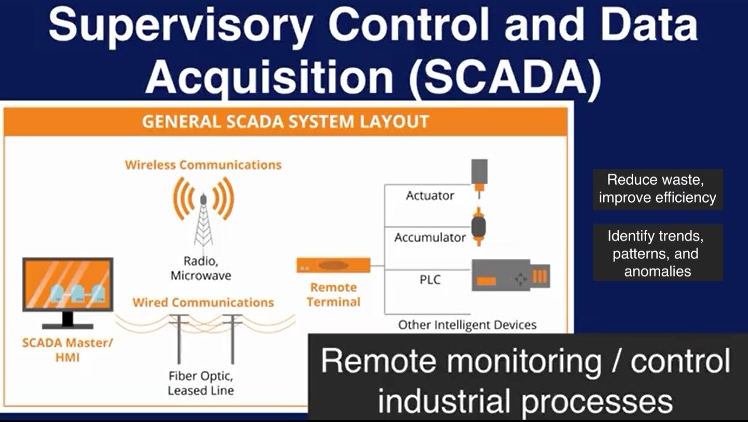 Supervisory Control and Data
Acquisition (SCADA)
GENERAL SCADA SYSTEM LAYOUT
Wireless Communications
Radio,
Microwave
Wired Communications
Fiber Optic,
Leased Line
SCADA Master/
HMI
Remote
Terminal
Actuator
Accumulator
PLC
Other Intelligent Devices
Reduce waste,
improve efficiency
Identify trends,
patterns, and
anomalies
Remote monitoring / control
industrial processes